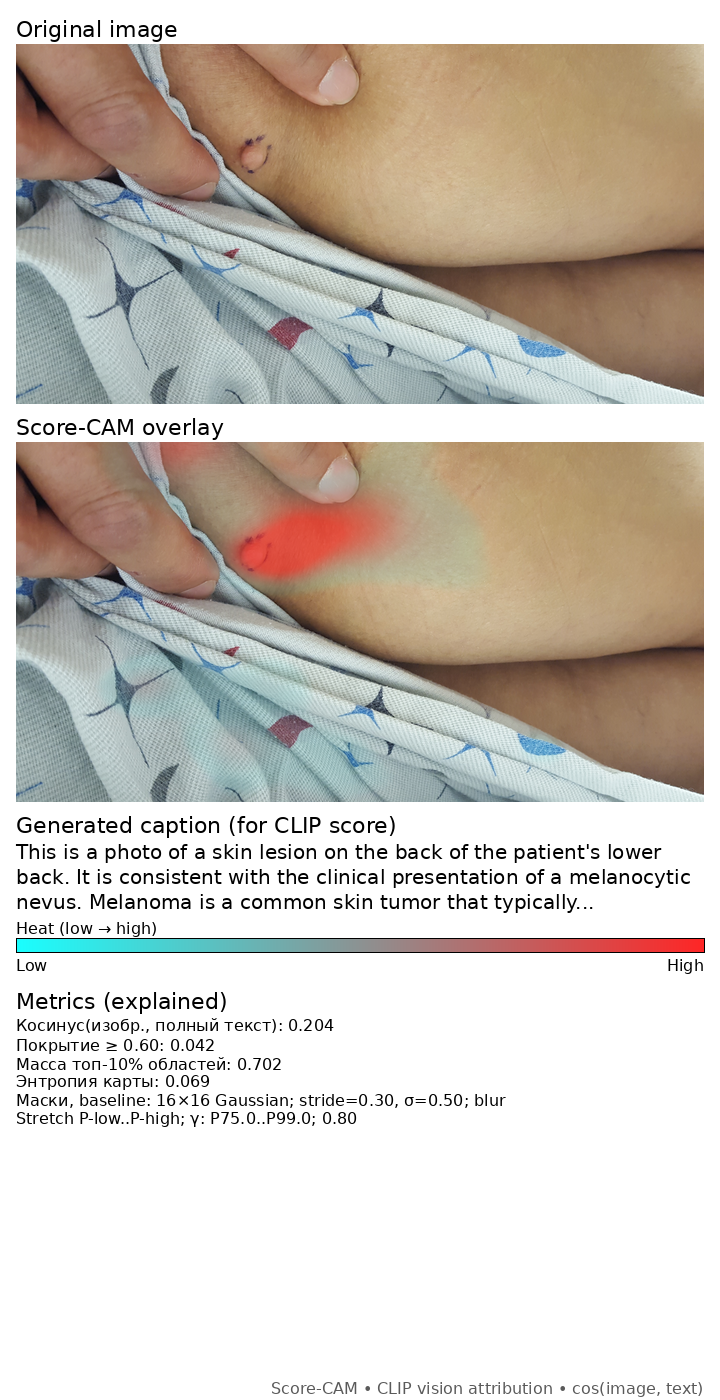 Original image
Score-CAM overlay
Generated caption (for CLIP score)
This is a photo of a skin lesion on the back of the patient's lower
back. It is consistent with the clinical presentation of a melanocytic
nevus. Melanoma is a common skin tumor that typically...
Heat (low → high)
Low High
Metrics (explained)
Косинус(изобр., полный текст): 0.204
Покрытие ≥ 0.60: 0.042
Масса топ-10% областей: 0.702
Энтропия карты: 0.069
Маски, baseline: 16×16 Gaussian; stride=0.30, σ=0.50; blur
Stretch P-low..P-high; γ: P75.0..P99.0; 0.80
Score-CAM • CLIP vision attribution • cos(image, text)